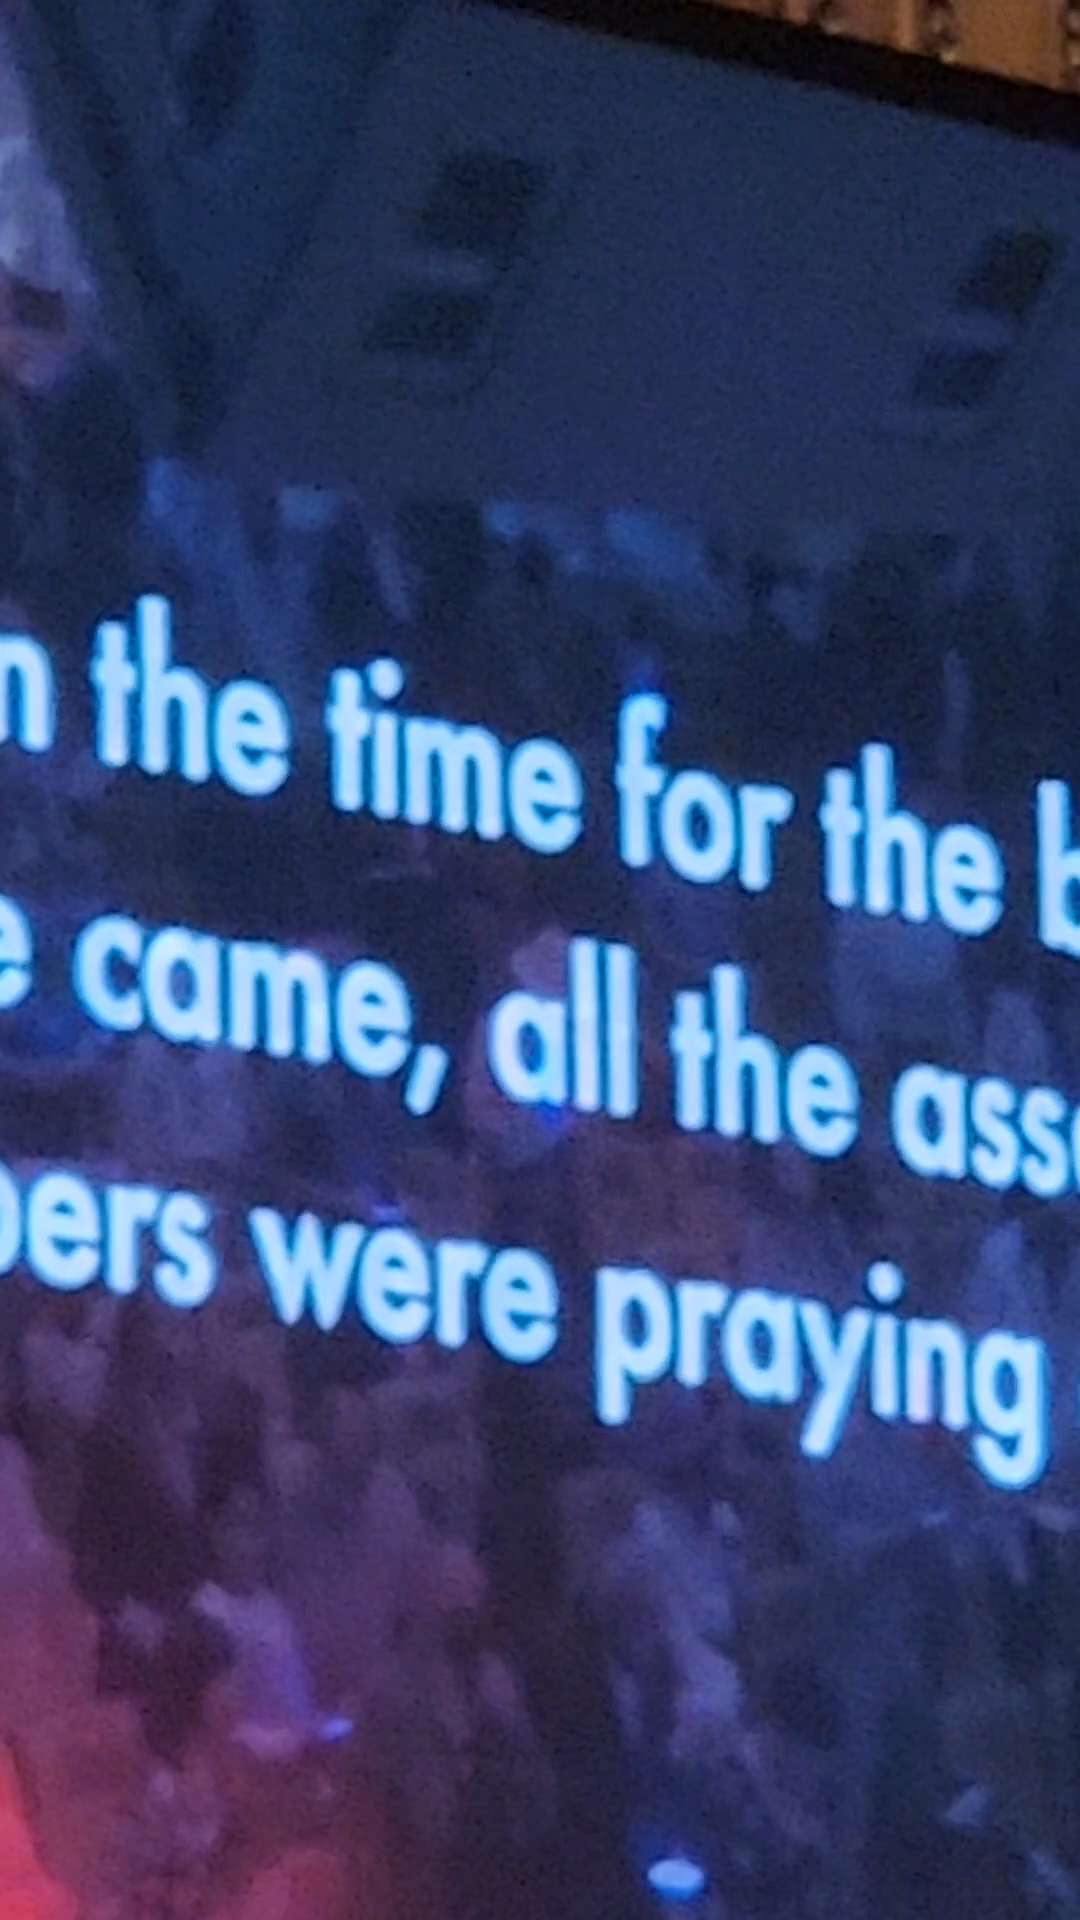 the time for the
came, all the
were praying